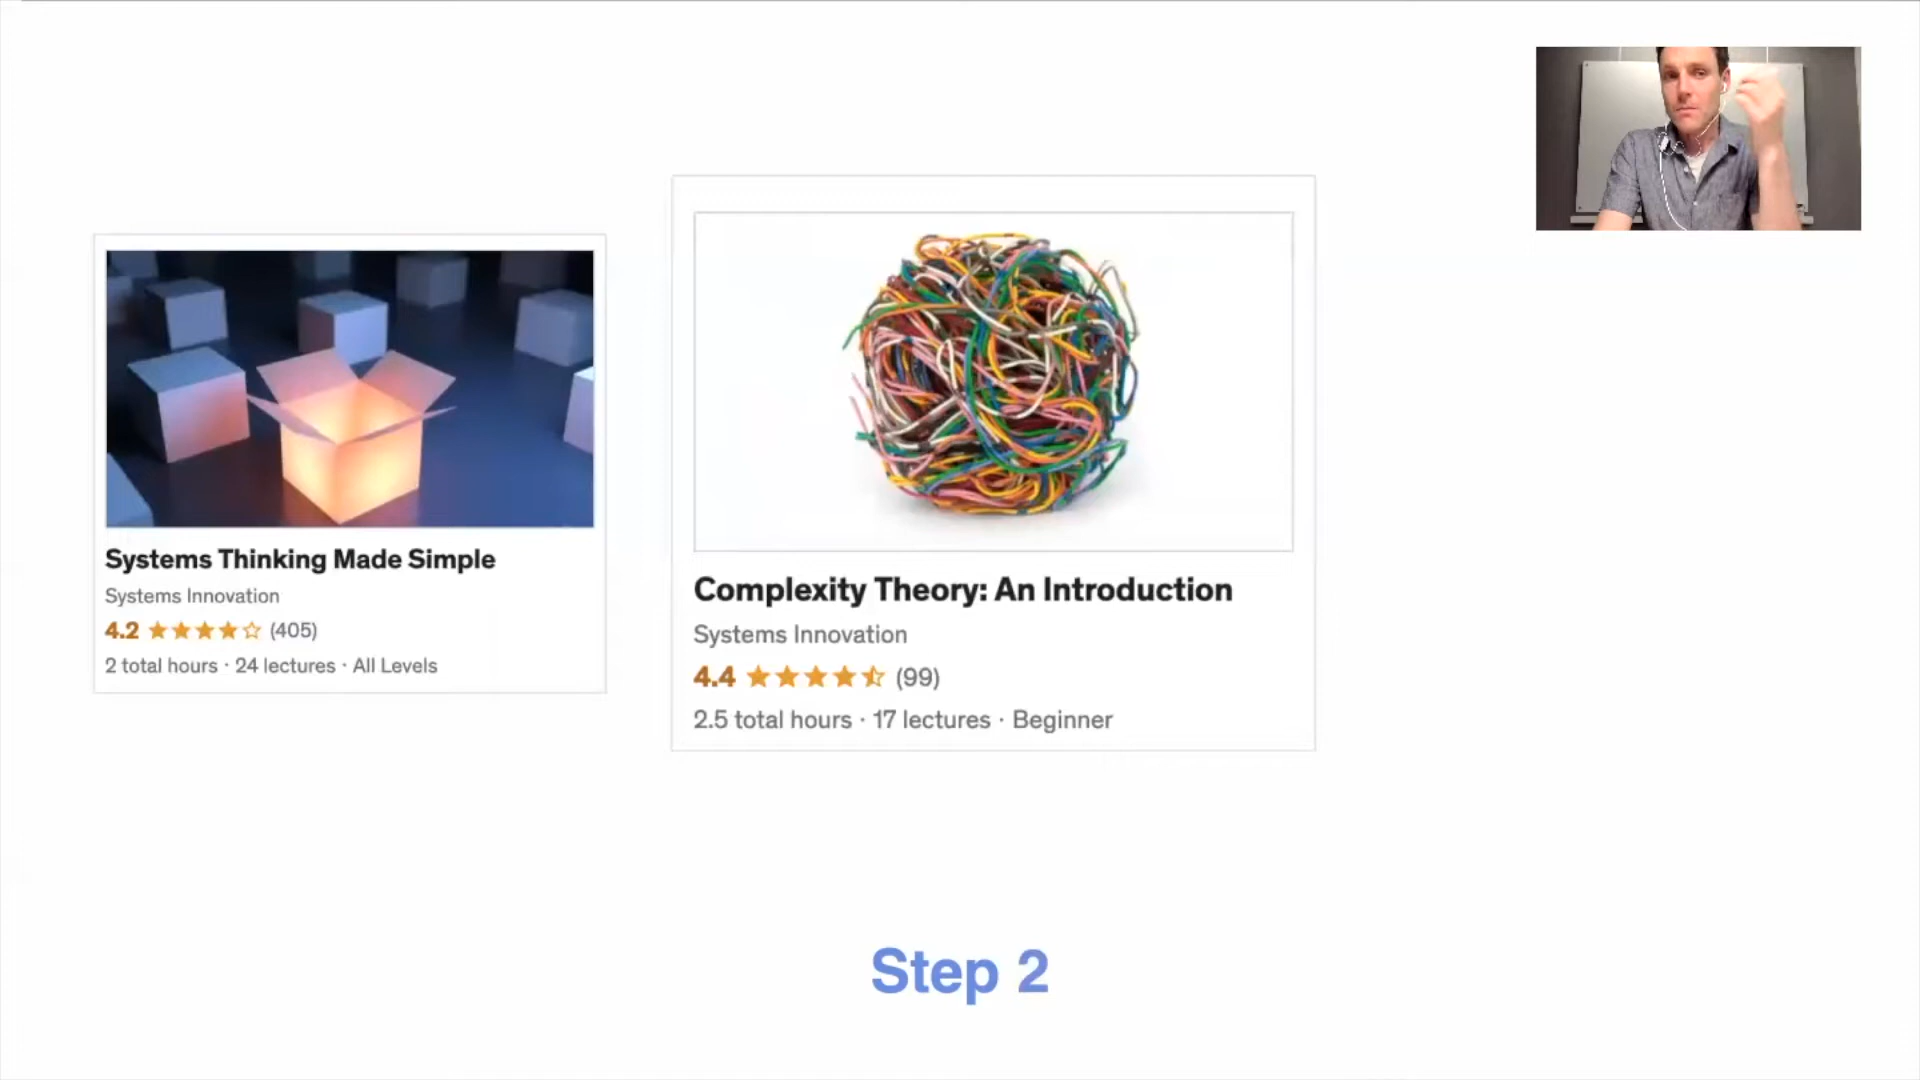 Systems Thinking Made Simple
Systems Innovation
4.2 ★★★★☆ (405)
2 total hours · 24 lectures · All Levels
Complexity Theory: An Introduction
Systems Innovation
4.4 (99)
2.5 total hours · 17 lectures · Beginner
Step 2